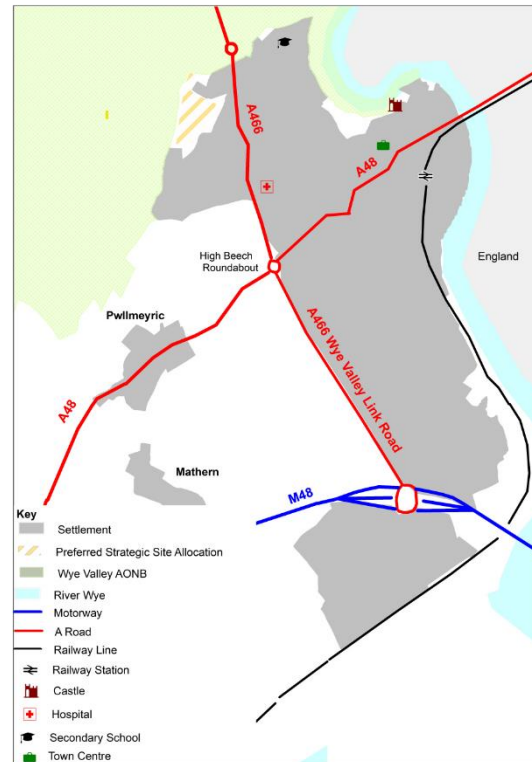 A466
A48
High Beech
Roundabout
England
Pwllmeyric
A466 Wye Valley Link Road
A48
Mathern
M48
Key
Settlement
Preferred Strategic Site Allocation
Wye Valley AONB
River Wye
Motorway
A Road
Railway Line
Railway Station
Castle
Hospital
Secondary School
Town Centre